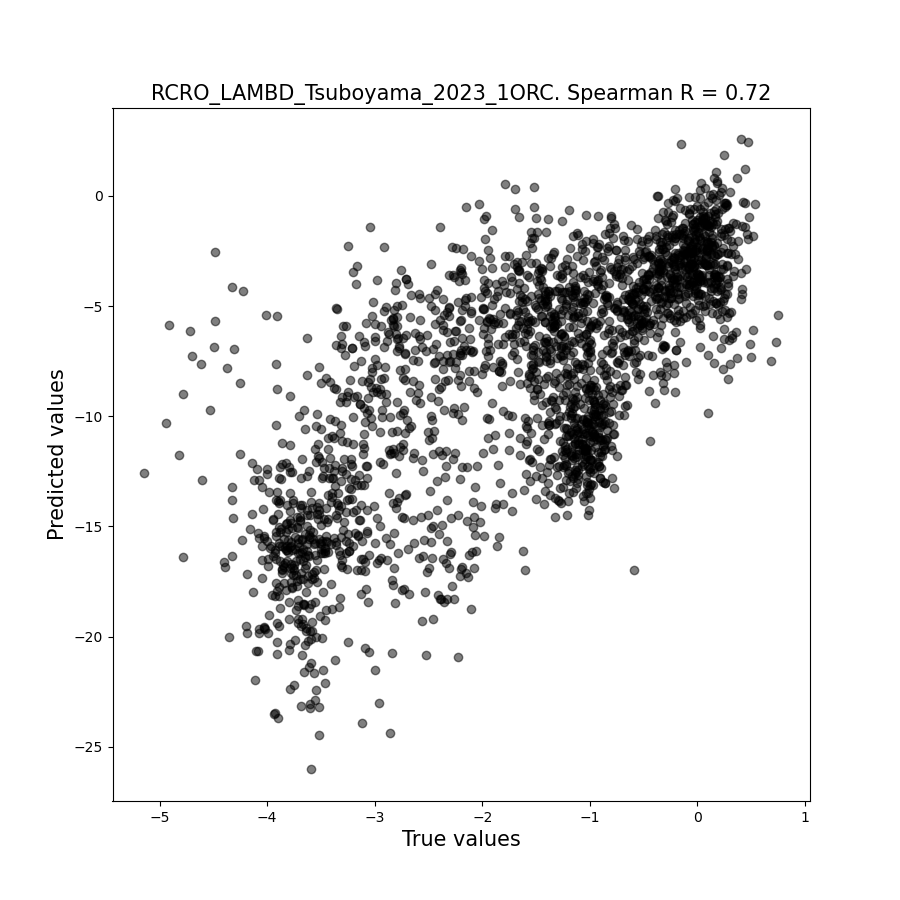 RCRO_LAMBD_Tsuboyama_2023_1ORC. Spearman R = 0.72
Predicted values
0
−5
−10
−15
−20
−25
−5 −4 −3 −2 −1 0 1
True values